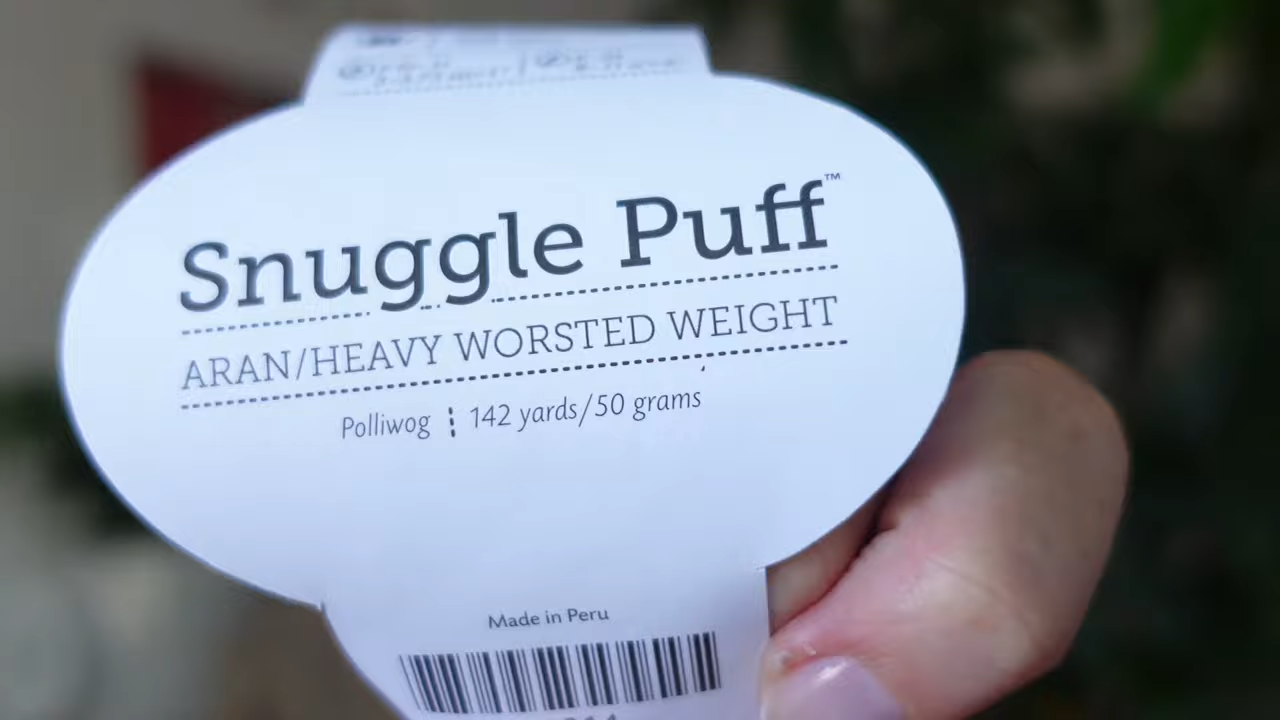 Snuggle Puff™
ARAN/HEAVY WORSTED WEIGHT
Polliwog ¦ 142 yards/50 grams
Made in Peru